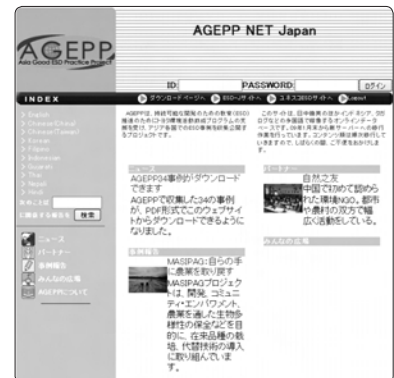 AGEPP NET Japan
AGEPP
Asia Good ESD Practice Project
ID
PASSWORD
ログイン
INDEX
ダウンロードページへ
ESD-Jサイトへ
ユネスコESDサイトへ
Logout
> English
> Chinese(China)
> Chinese(Taiwan)
> Korean
> Filipino
> Indonesian
> Gujarati
> Thai
> Nepali
> Hindi
検索
ニュース
パートナー
事例報告
みんなの広場
AGEPPについて
ニュース
AGEPP34事例がダウンロード
できます
AGEPPで収集した34の事例
が、PDF形式でこのウェブサイ
トからダウンロードできるように
なりました。
事例報告
MASIPAG:自らの手
に農業を取り戻す
MASIPAGプロジェク
トは、開発、コミュニ
ティ・エンパワメント、
農業を通した生物多
様性の保全などを目
的に、在来品種の栽
培、代替技術の導入
に取り組んでいま
す。
パートナー
自然之友
中国で初めて認めら
れた環境NGO。都市
や農村の双方で幅
広く活動をしている。
みんなの広場